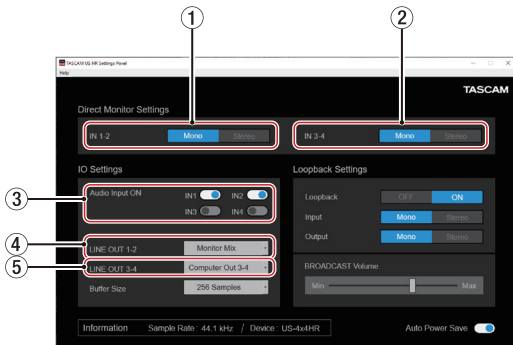 ① ②
TASCAM US-HR Settings Panel
Help
TASCAM
Direct Monitor Settings
IN 1-2 Mono Stereo
IN 3-4 Mono Stereo
IO Settings
③ Audio Input ON IN1 IN2
IN3 IN4
④ LINE OUT 1-2 Monitor Mix
⑤ LINE OUT 3-4 Computer Out 3-4
Buffer Size 256 Samples
Loopback Settings
Loopback OFF ON
Input Mono Stereo
Output Mono Stereo
BROADCAST Volume
Min Max
Information Sample Rate : 44.1 kHz / Device : US-4x4HR
Auto Power Save